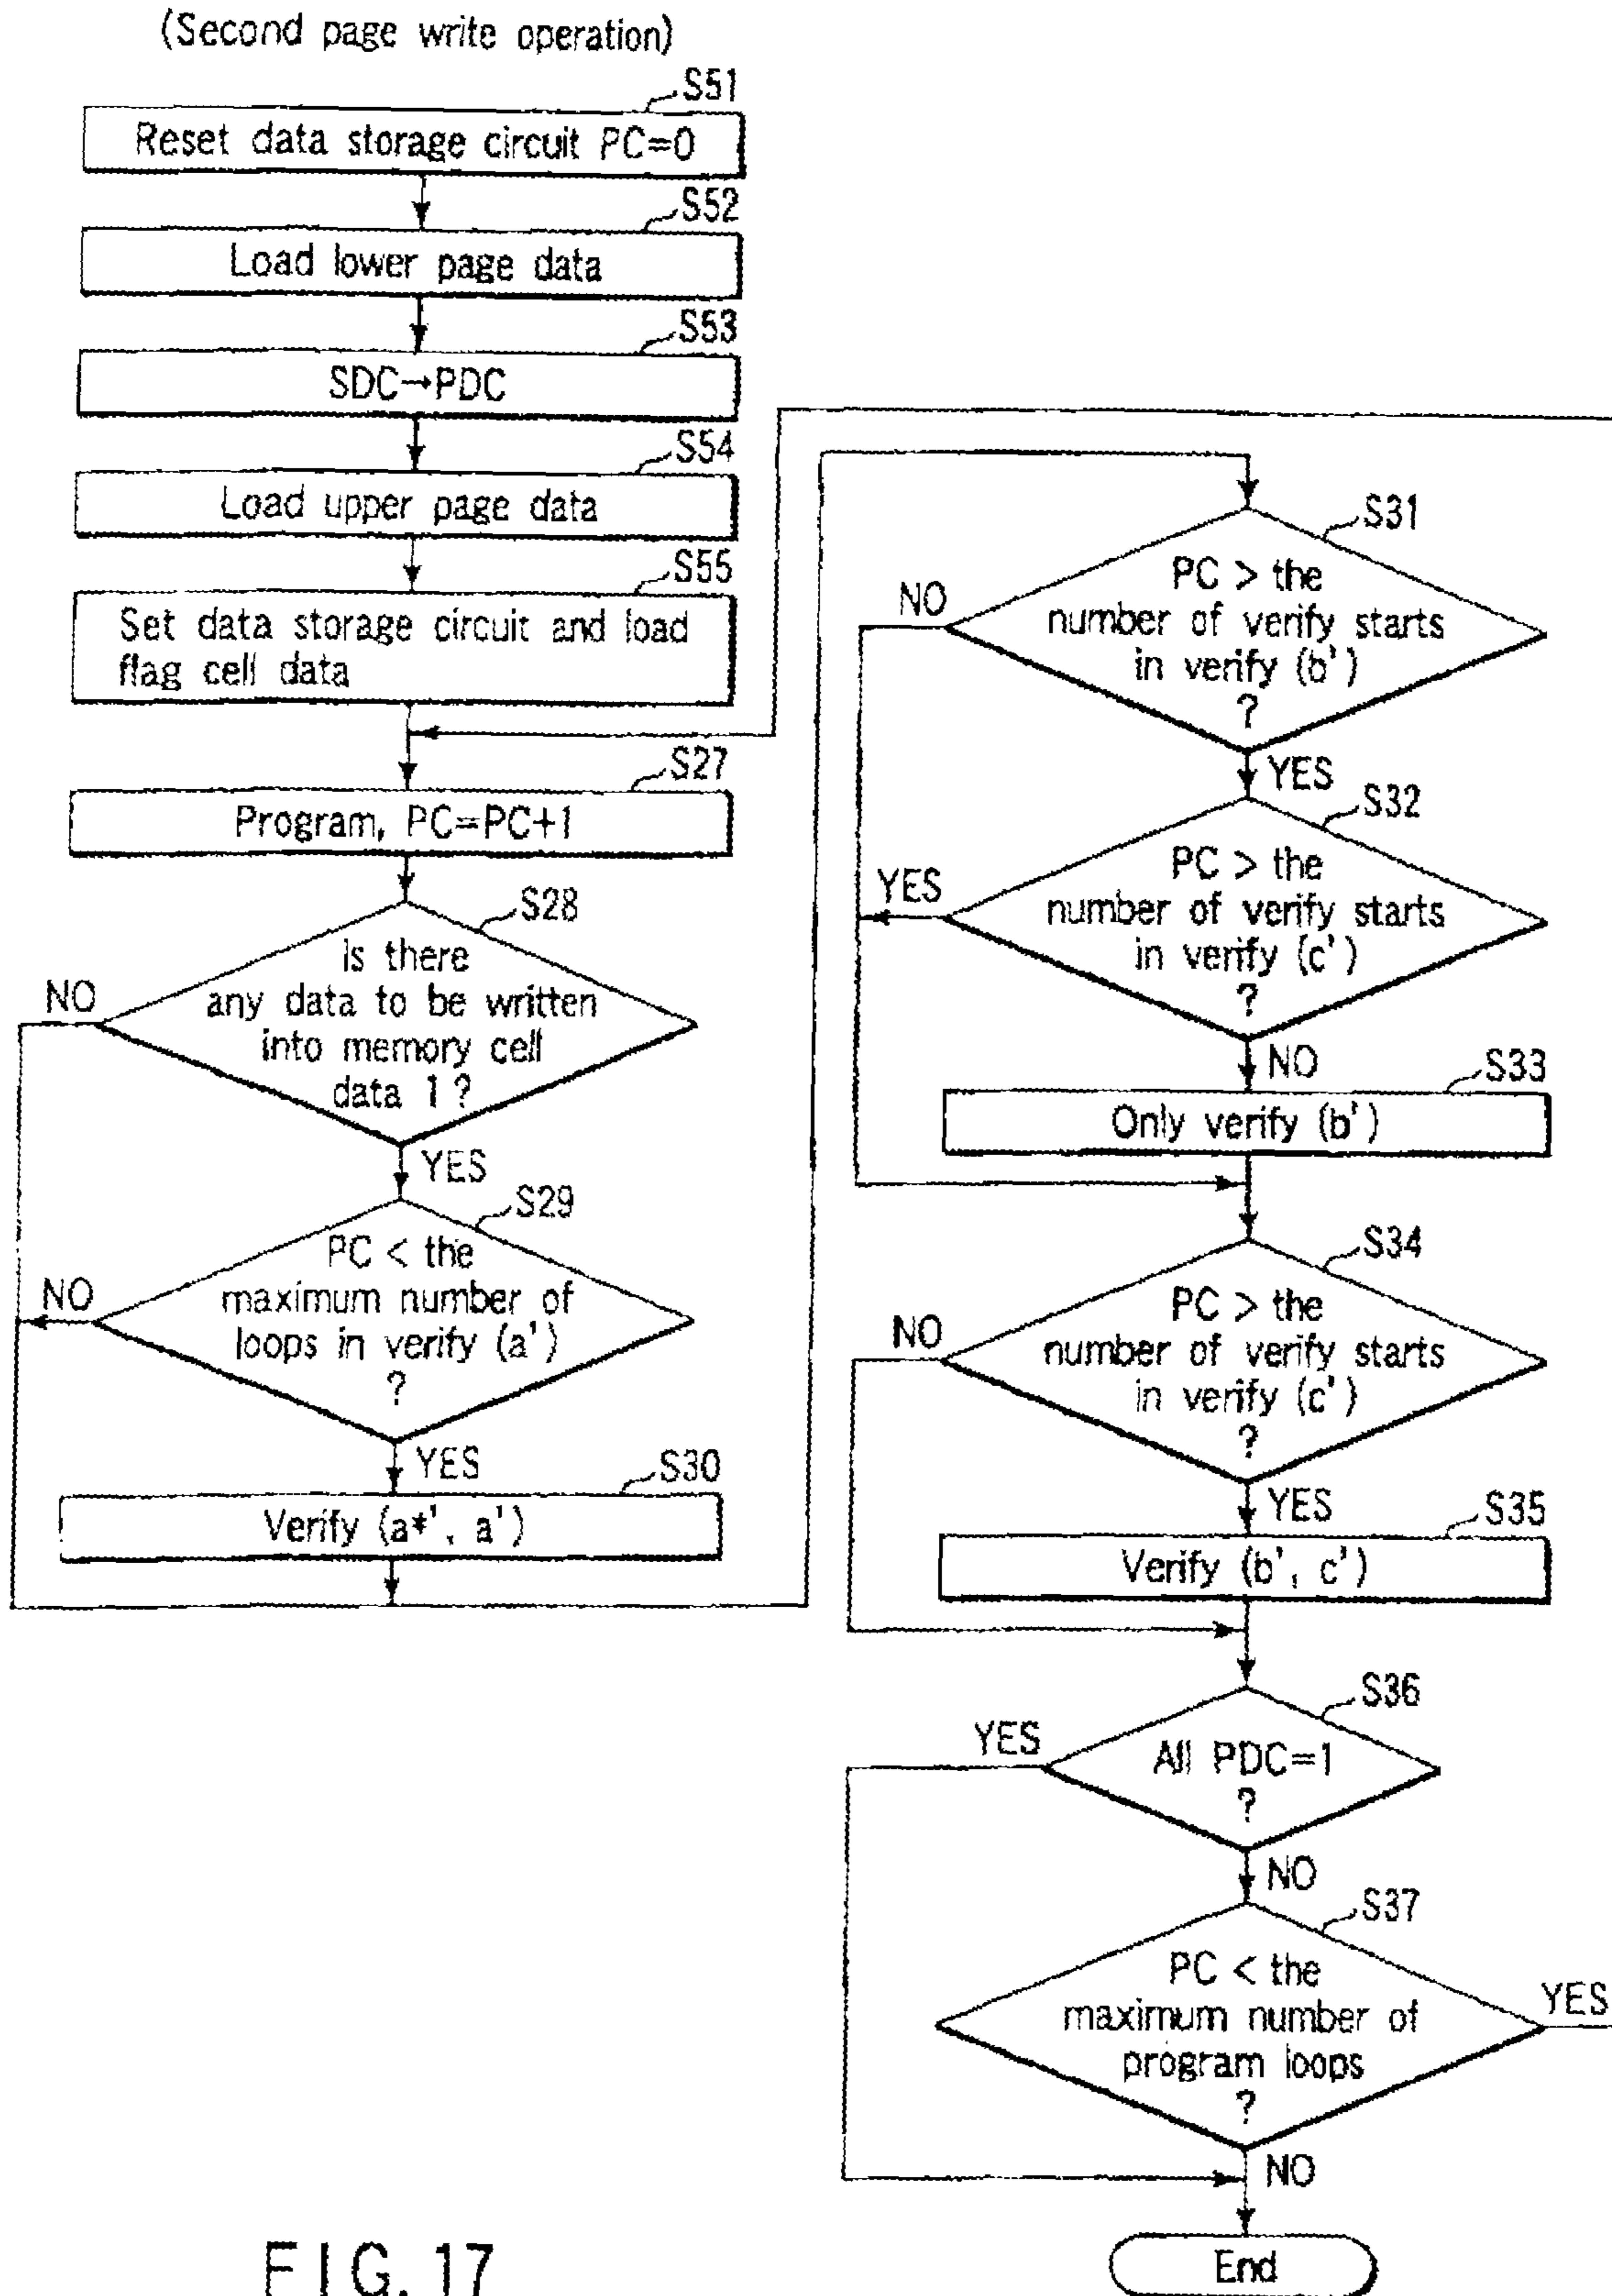 (Second page write operation)
S51
Reset data storage circuit PC=0
S52
Load lower page data
S53
SDC→PDC
S54
Load upper page data
S55
Set data storage circuit and load
flag cell data
S27
Program, PC=PC+1
S28
is there
any data to be written
into memory cell
data 1 ?
NO
YES
S29
PC < the
maximum number of
loops in verify (a')
?
NO
YES
S30
Verify (a*', a')
S31
PC > the
number of verify starts
in verify (b')
?
NO
YES
S32
PC > the
number of verify starts
in verify (c')
?
YES
NO
S33
Only verify (b')
S34
PC > the
number of verify starts
in verify (c')
?
NO
YES
S35
Verify (b', c')
S36
All PDC=1
?
YES
NO
S37
PC < the
maximum number of
program loops
?
YES
NO
End
FIG. 17